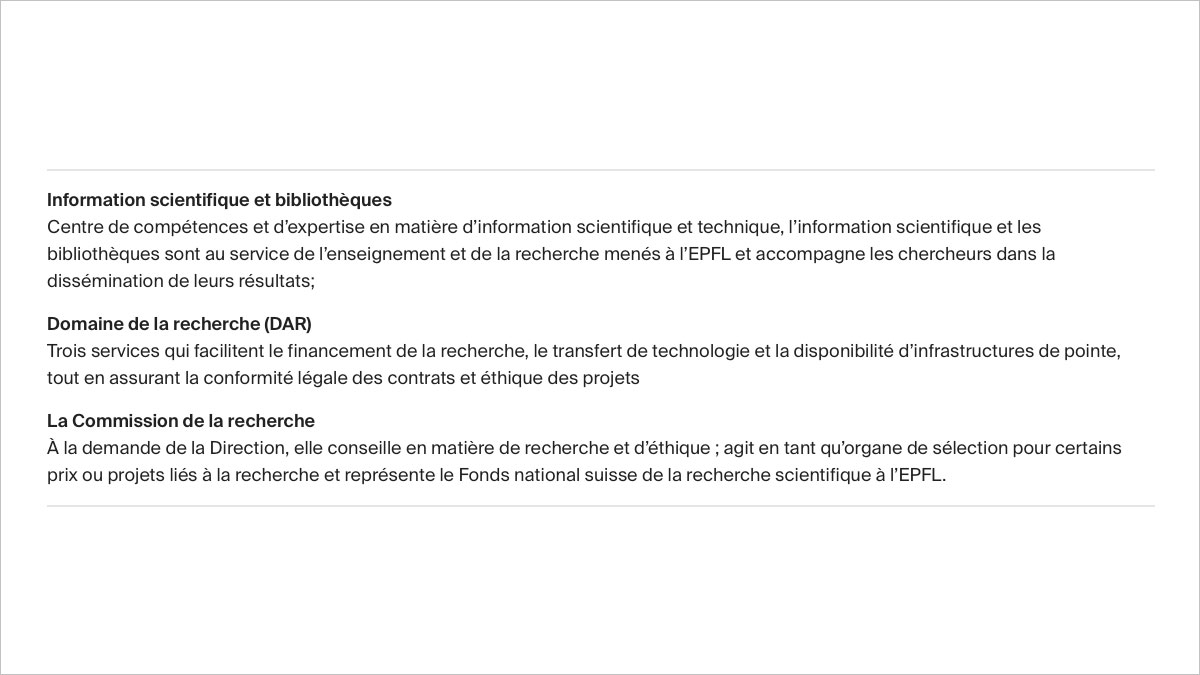 Information scientifique et bibliothèques
Centre de compétences et d’expertise en matière d’information scientifique et technique, l’information scientifique et les
bibliothèques sont au service de l’enseignement et de la recherche menés à l’EPFL et accompagne les chercheurs dans la
dissémination de leurs résultats;
Domaine de la recherche (DAR)
Trois services qui facilitent le financement de la recherche, le transfert de technologie et la disponibilité d’infrastructures de pointe,
tout en assurant la conformité légale des contrats et éthique des projets
La Commission de la recherche
À la demande de la Direction, elle conseille en matière de recherche et d’éthique ; agit en tant qu’organe de sélection pour certains
prix ou projets liés à la recherche et représente le Fonds national suisse de la recherche scientifique à l’EPFL.